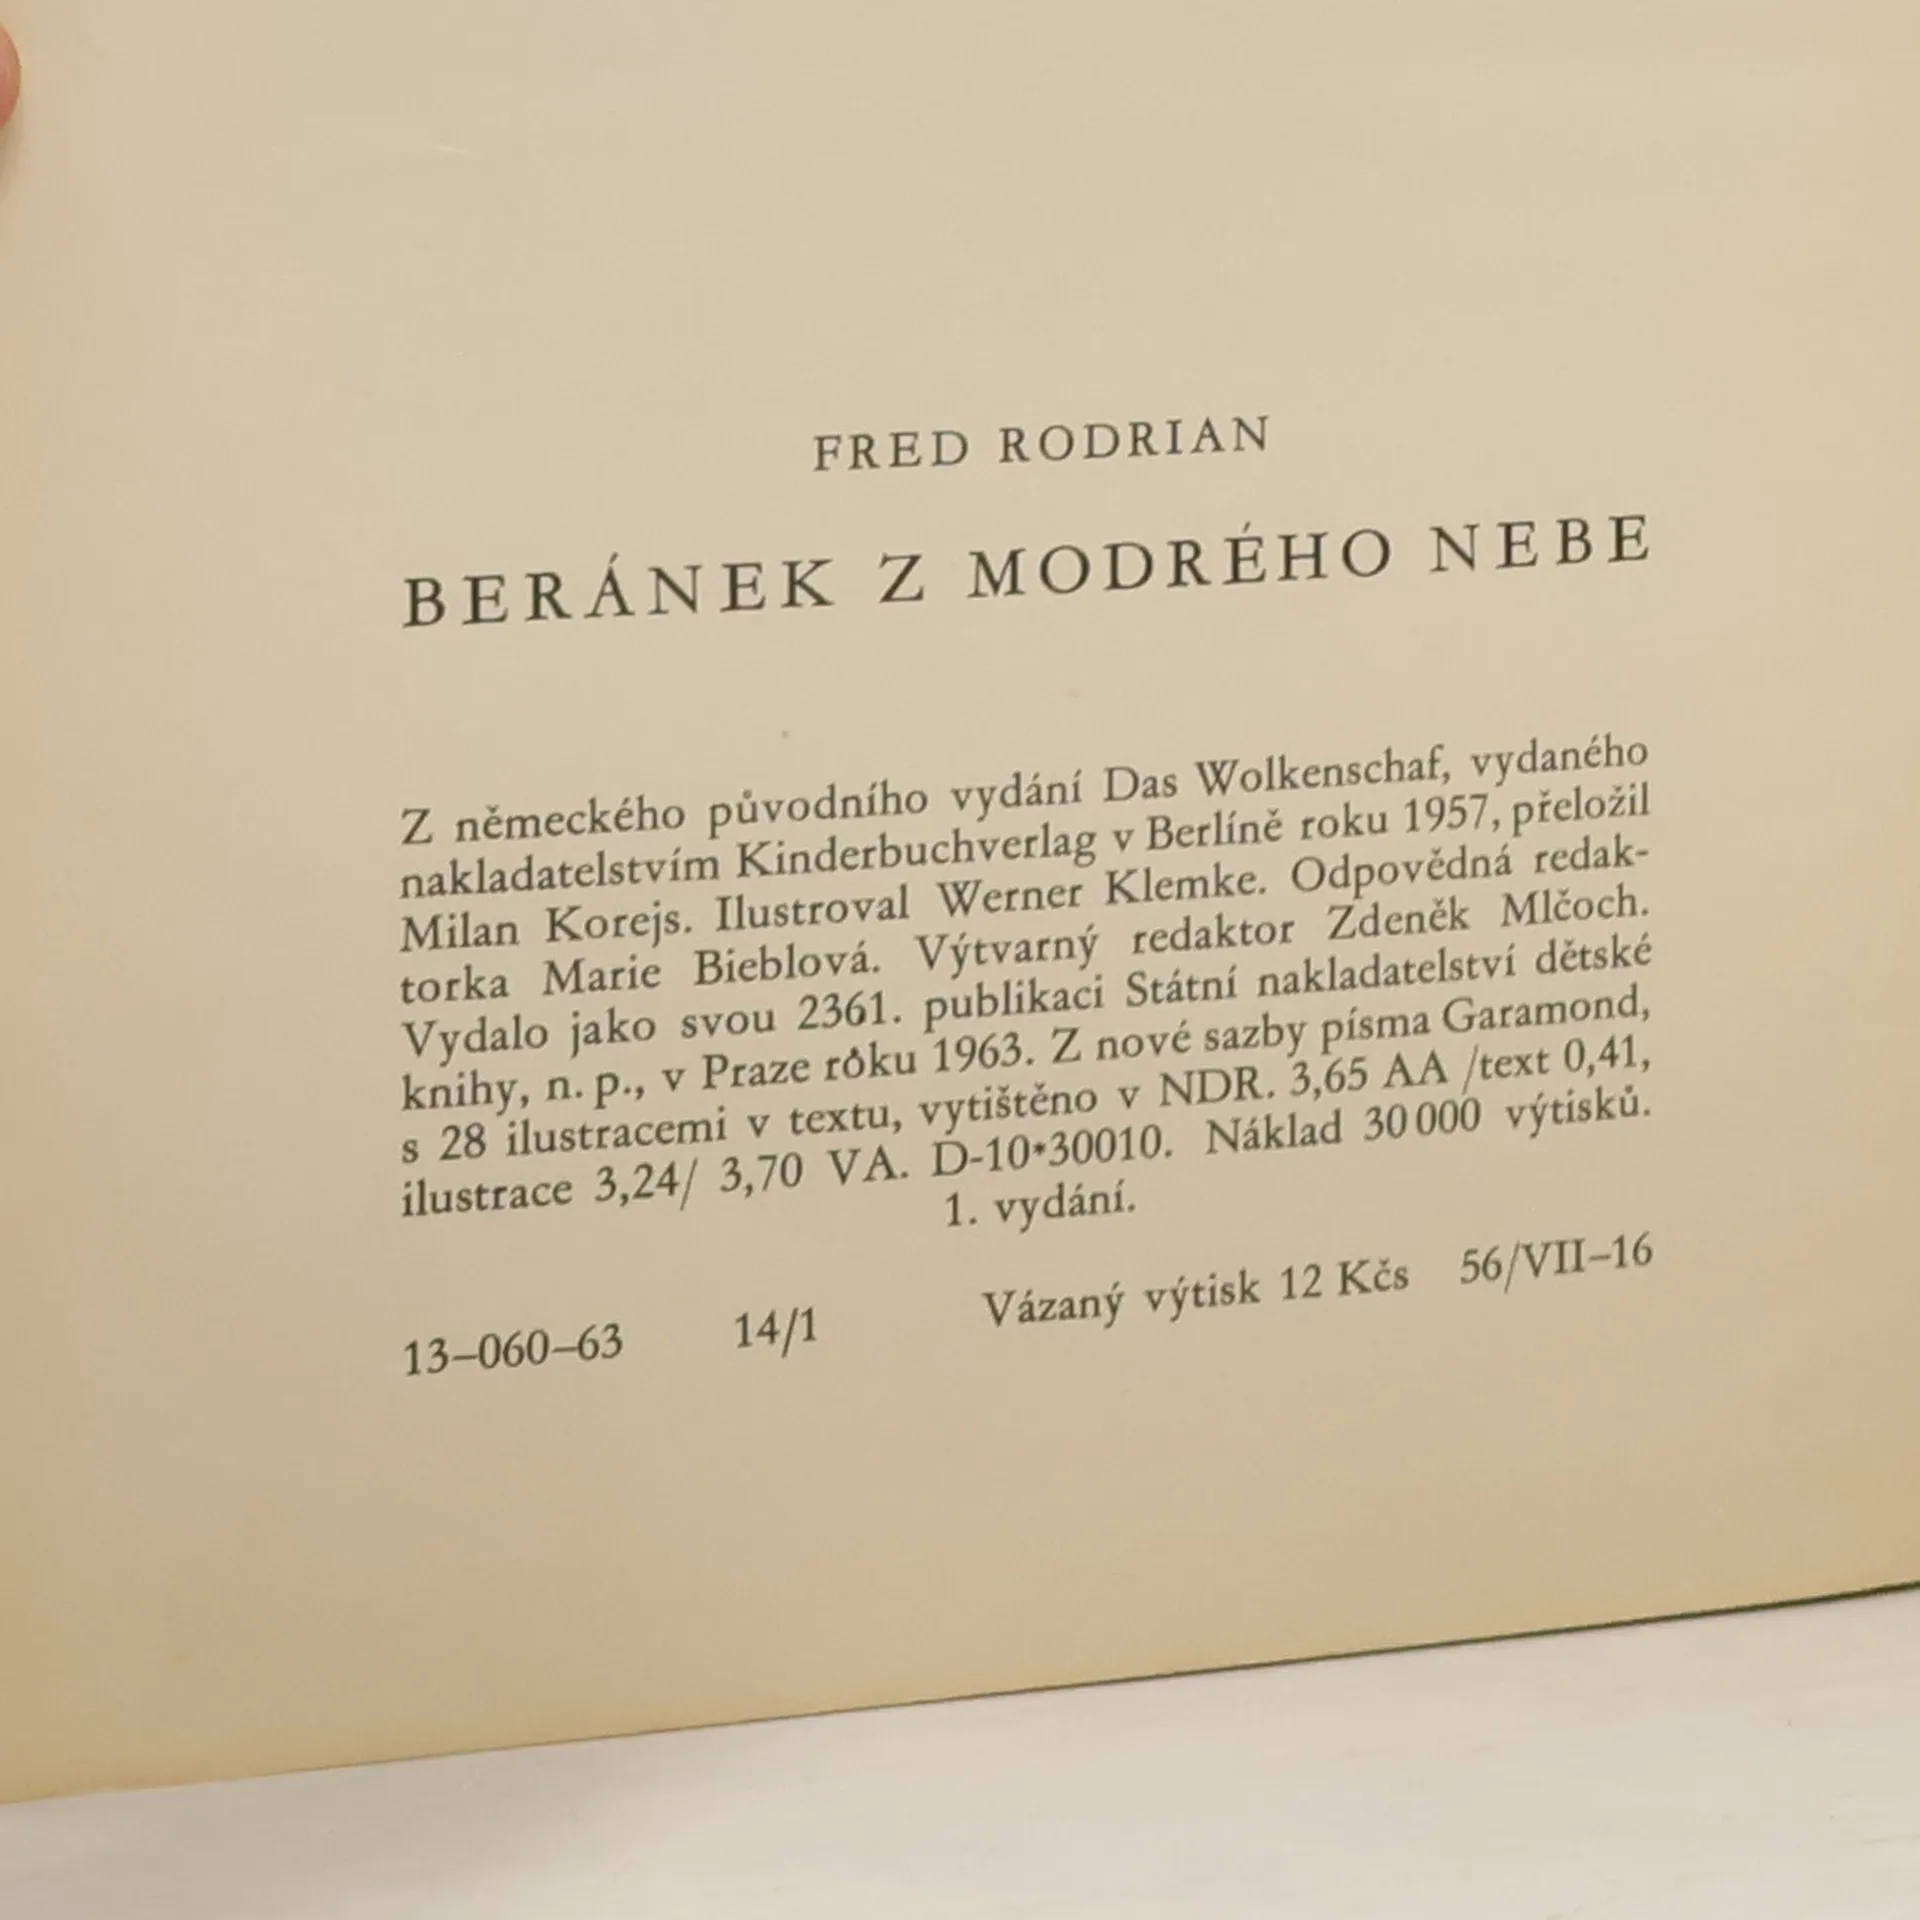 FRED RODRIAN
BERÁNEK Z MODRÉHO NEBE
Z německého původního vydání Das Wolkenschaf, vydaného
nakladatelstvím Kinderbuchverlag v Berlíně roku 1957, přeložil
Milan Korejs. Ilustroval Werner Klemke. Odpovědná redak-
torka Marie Bieblová. Výtvarný redaktor Zdeněk Mlčoch.
Vydalo jako svou 2361. publikaci Státní nakladatelství dětské
knihy, n. p., v Praze roku 1963. Z nové sazby písma Garamond,
s 28 ilustracemi v textu, vytištěno v NDR. 3,65 AA /text 0,41,
ilustrace 3,24/ 3,70 VA. D-10*30010. Náklad 30 000 výtisků.
1. vydání.
13–060–63 14/1 Vázaný výtisk 12 Kčs 56/VII–16